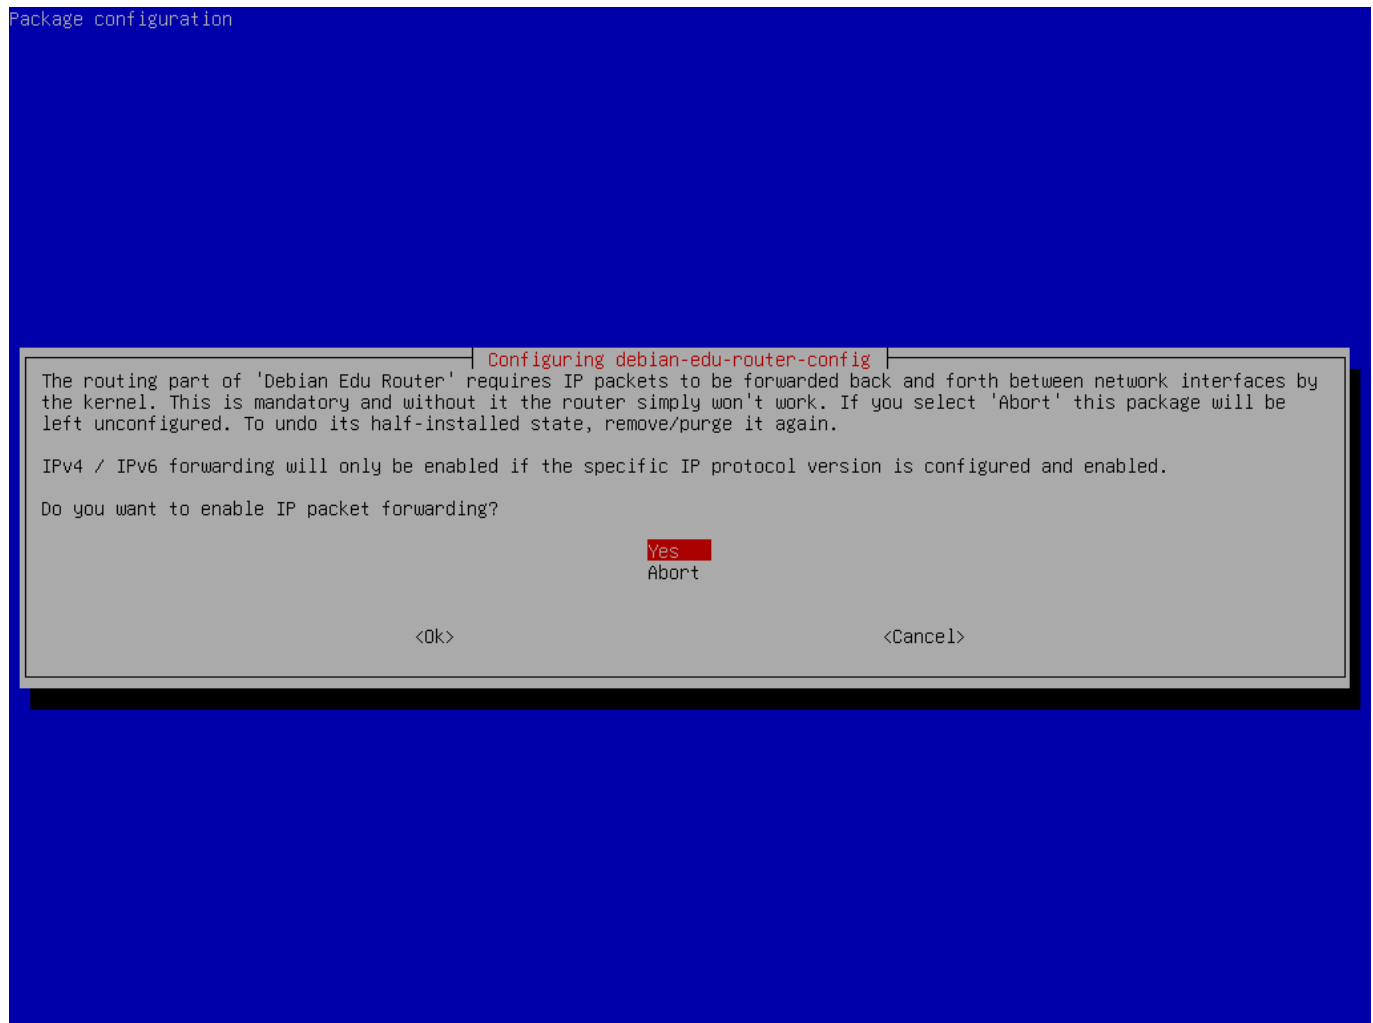 Package configuration
Configuring debian-edu-router-config
The routing part of 'Debian Edu Router' requires IP packets to be forwarded back and forth between network interfaces by
the kernel. This is mandatory and without it the router simply won't work. If you select 'Abort' this package will be
left unconfigured. To undo its half-installed state, remove/purge it again.
IPv4 / IPv6 forwarding will only be enabled if the specific IP protocol version is configured and enabled.
Do you want to enable IP packet forwarding?
Yes
Abort
<Ok> <Cancel>